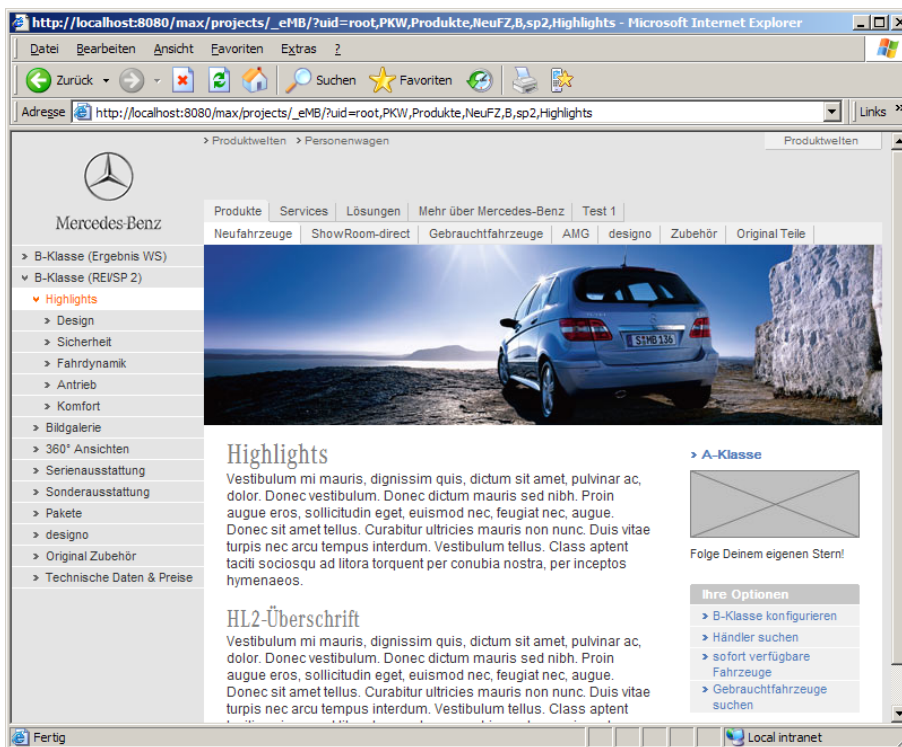 http://localhost:8080/max/projects/_eMB/?uid=root,PKW,Produkte,NeuFZ,B,sp2,Highlights - Microsoft Internet Explorer
Datei Bearbeiten Ansicht Favoriten Extras ?
Zurück Suchen Favoriten
Adresse http://localhost:8080/max/projects/_eMB/?uid=root,PKW,Produkte,NeuFZ,B,sp2,Highlights Links »
> Produktwelten > Personenwagen Produktwelten
Mercedes-Benz
Produkte Services Lösungen Mehr über Mercedes-Benz Test 1
Neufahrzeuge ShowRoom-direct Gebrauchtfahrzeuge AMG designo Zubehör Original Teile
B-Klasse (Ergebnis WS)
B-Klasse (REI/SP 2)
Highlights
Design
Sicherheit
Fahrdynamik
Antrieb
Komfort
Bildgalerie
360° Ansichten
Serienausstattung
Sonderausstattung
Pakete
designo
Original Zubehör
Technische Daten & Preise
S MB 136
Highlights
Vestibulum mi mauris, dignissim quis, dictum sit amet, pulvinar ac,
dolor. Donec vestibulum. Donec dictum mauris sed nibh. Proin
augue eros, sollicitudin eget, euismod nec, feugiat nec, augue.
Donec sit amet tellus. Curabitur ultricies mauris non nunc. Duis vitae
turpis nec arcu tempus interdum. Vestibulum tellus. Class aptent
taciti sociosqu ad litora torquent per conubia nostra, per inceptos
hymenaeos.
HL2-Überschrift
Vestibulum mi mauris, dignissim quis, dictum sit amet, pulvinar ac,
dolor. Donec vestibulum. Donec dictum mauris sed nibh. Proin
augue eros, sollicitudin eget, euismod nec, feugiat nec, augue.
Donec sit amet tellus. Curabitur ultricies mauris non nunc. Duis vitae
turpis nec arcu tempus interdum. Vestibulum tellus. Class aptent
A-Klasse
Folge Deinem eigenen Stern!
Ihre Optionen
B-Klasse konfigurieren
Händler suchen
sofort verfügbare
Fahrzeuge
Gebrauchtfahrzeuge
suchen
Fertig Local intranet